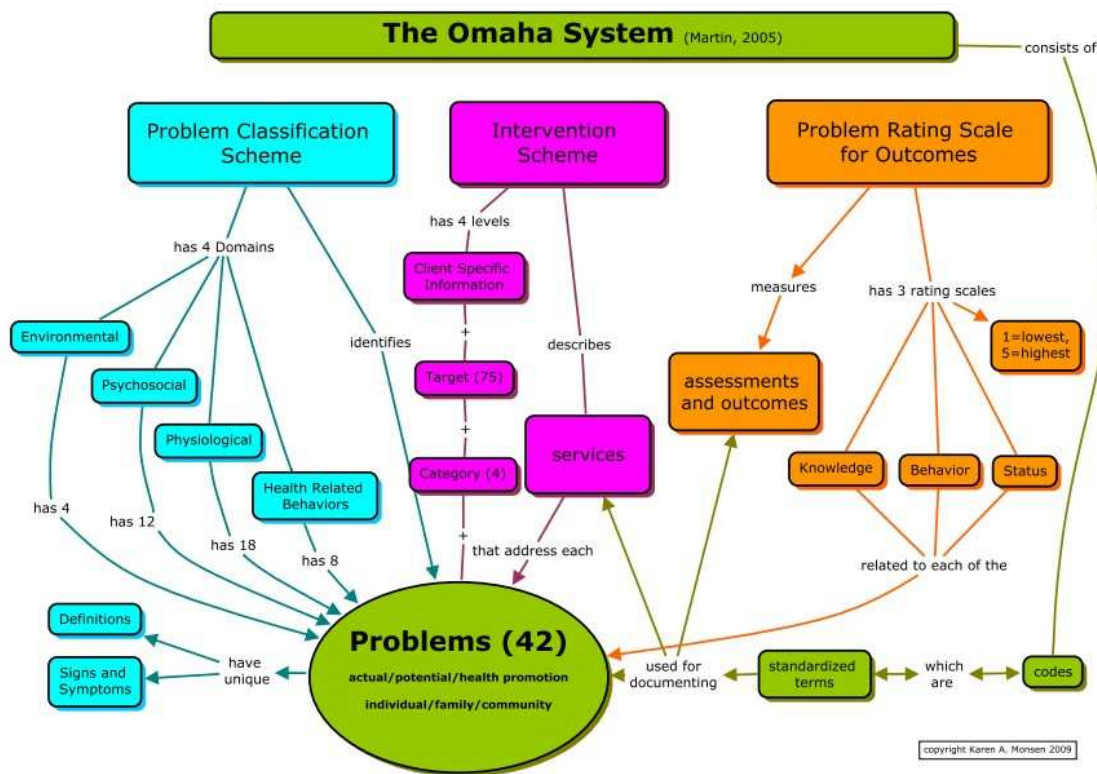 The Omaha System (Martin, 2005)
consists of
Problem Classification
Scheme
Intervention
Scheme
Problem Rating Scale
for Outcomes
has 4 Domains
has 4 levels
Client Specific
Information
measures
has 3 rating scales
Environmental
identifies
+
describes
1=lowest,
5=highest
Psychosocial
Target (75)
assessments
and outcomes
Physiological
+
services
Knowledge
Behavior
Status
Category (4)
Health Related
Behaviors
has 4
has 12
has 18
has 8
+
that address each
related to each of the
Definitions
Signs and
Symptoms
have
unique
Problems (42)
actual/potential/health promotion
individual/family/community
used for
documenting
standardized
terms
which
are
codes
copyright Karen A. Monsen 2009